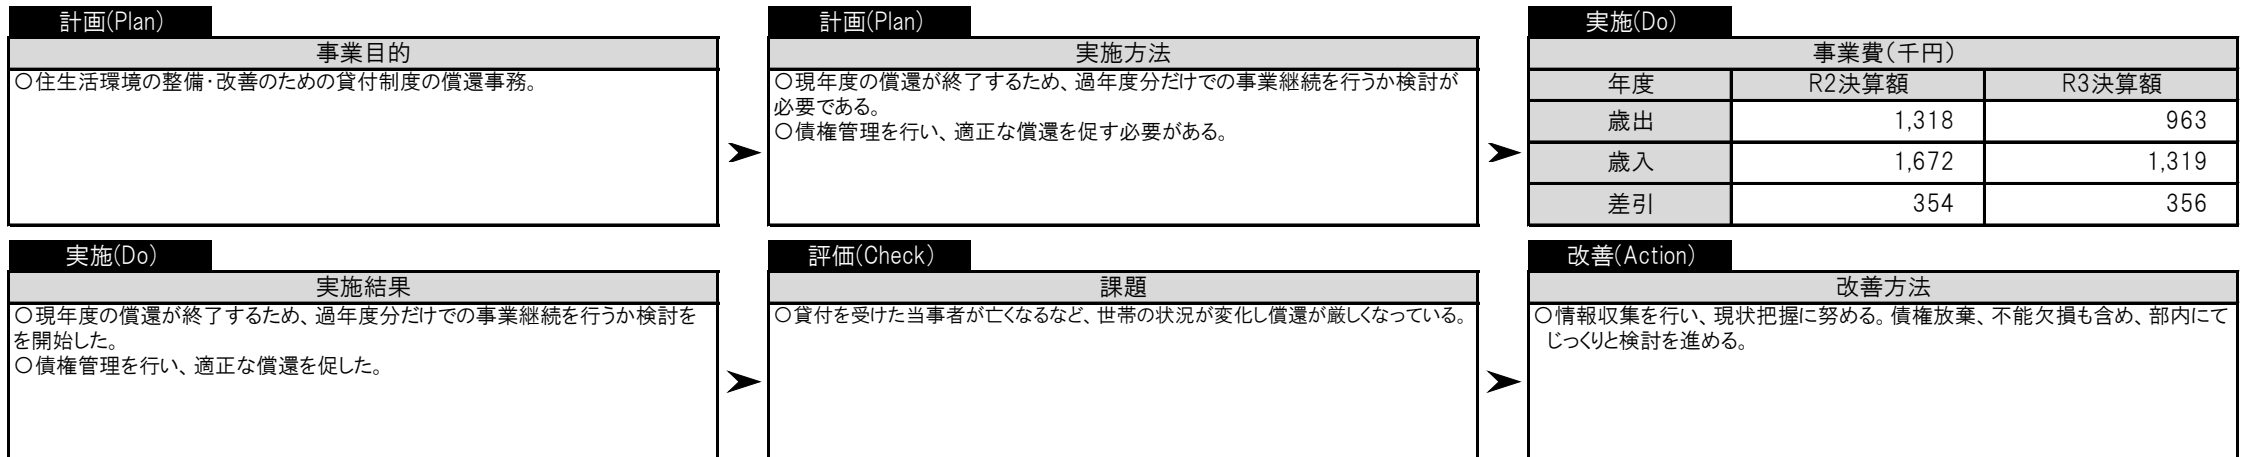 計画(Plan)
事業目的
○住生活環境の整備・改善のための貸付制度の償還事務。
計画(Plan)
実施方法
○現年度の償還が終了するため、過年度分だけでの事業継続を行うか検討が
必要である。
○債権管理を行い、適正な償還を促す必要がある。
実施(Do)
事業費(千円)
年度 R2決算額 R3決算額
歳出 1,318 963
歳入 1,672 1,319
差引 354 356
実施(Do)
実施結果
○現年度の償還が終了するため、過年度分だけでの事業継続を行うか検討を
を開始した。
○債権管理を行い、適正な償還を促した。
評価(Check)
課題
○貸付を受けた当事者が亡くなるなど、世帯の状況が変化し償還が厳しくなっている。
改善(Action)
改善方法
○情報収集を行い、現状把握に努める。債権放棄、不能欠損も含め、部内にて
じっくりと検討を進める。